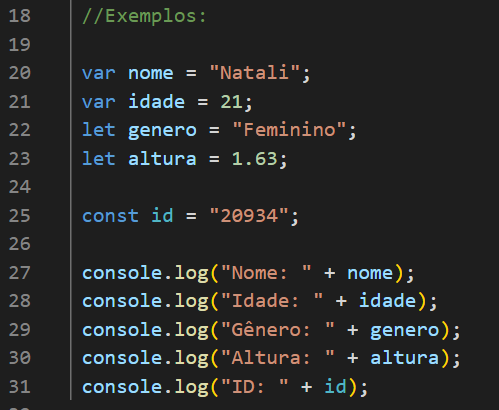 18 //Exemplos:
19
20 var nome = "Natali";
21 var idade = 21;
22 let genero = "Feminino";
23 let altura = 1.63;
24
25 const id = "20934";
26
27 console.log("Nome: " + nome);
28 console.log("Idade: " + idade);
29 console.log("Gênero: " + genero);
30 console.log("Altura: " + altura);
31 console.log("ID: " + id);